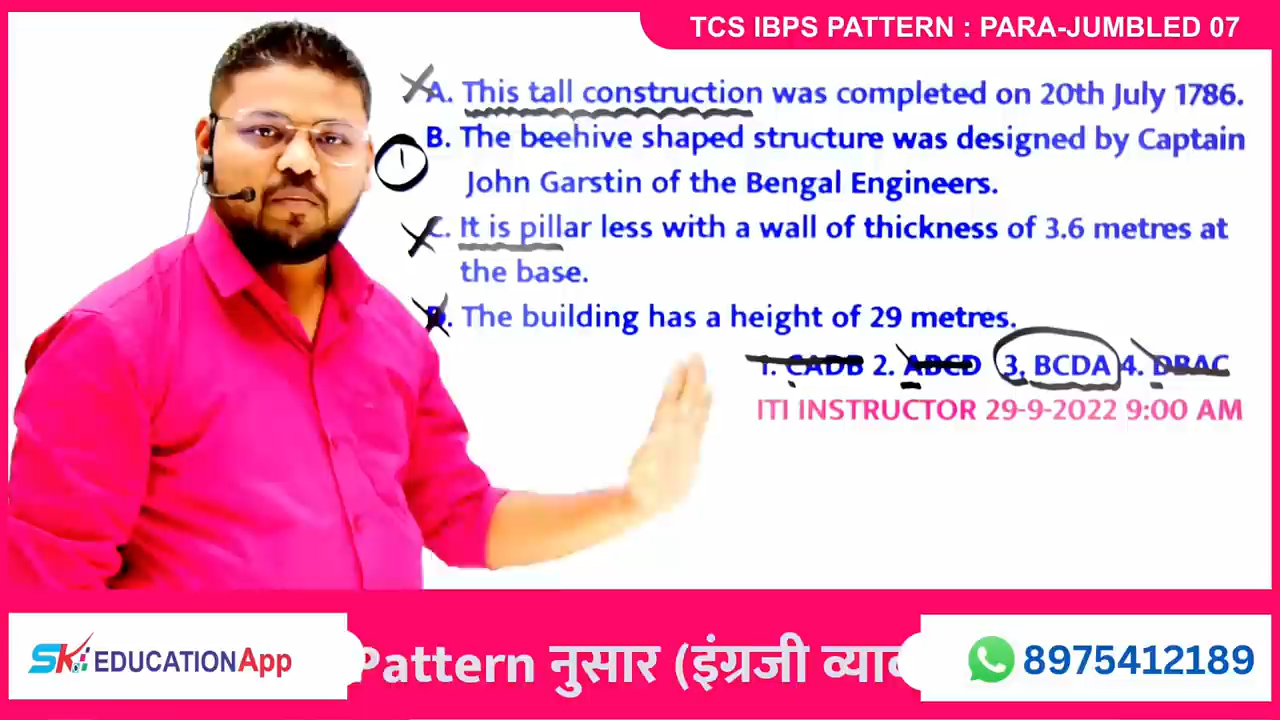 TCS IBPS PATTERN : PARA-JUMBLED 07
A. This tall construction was completed on 20th July 1786.
1
B. The beehive shaped structure was designed by Captain
John Garstin of the Bengal Engineers.
C. It is pillar less with a wall of thickness of 3.6 metres at
the base.
D. The building has a height of 29 metres.
1. CADB 2. ABCD 3. BCDA 4. DBAC
ITI INSTRUCTOR 29-9-2022 9:00 AM
SK EDUCATIONApp
Pattern नुसार (इंग्रजी
8975412189